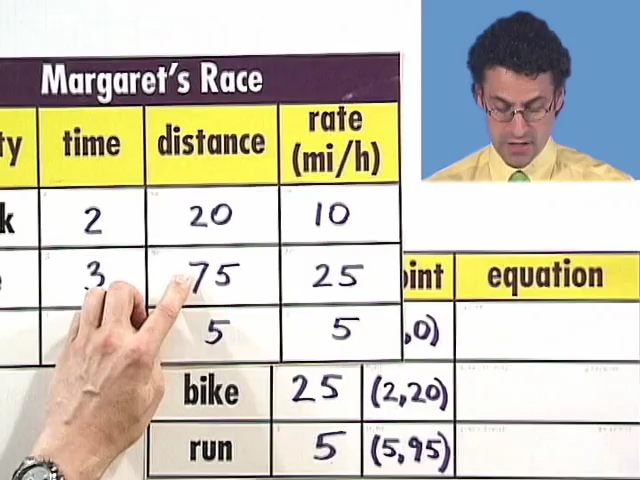 Margaret's Race
ty time distance rate (mi/h)
k 2 20 10
e 3 75 25
5 5
int equation
,0)
bike 25 (2,20)
run 5 (5,95)